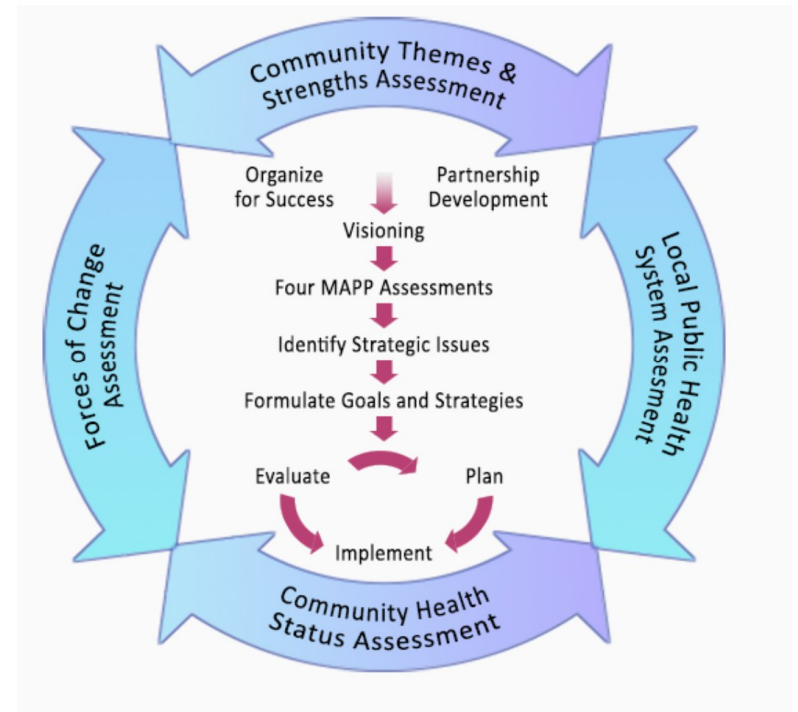 Community Themes &
Strengths Assessment
Organize
for Success
Partnership
Development
Visioning
Four MAPP Assessments
Identify Strategic Issues
Formulate Goals and Strategies
Evaluate
Plan
Implement
Forces of Change
Assessment
Local Public Health
System Assesment
Community Health
Status Assessment